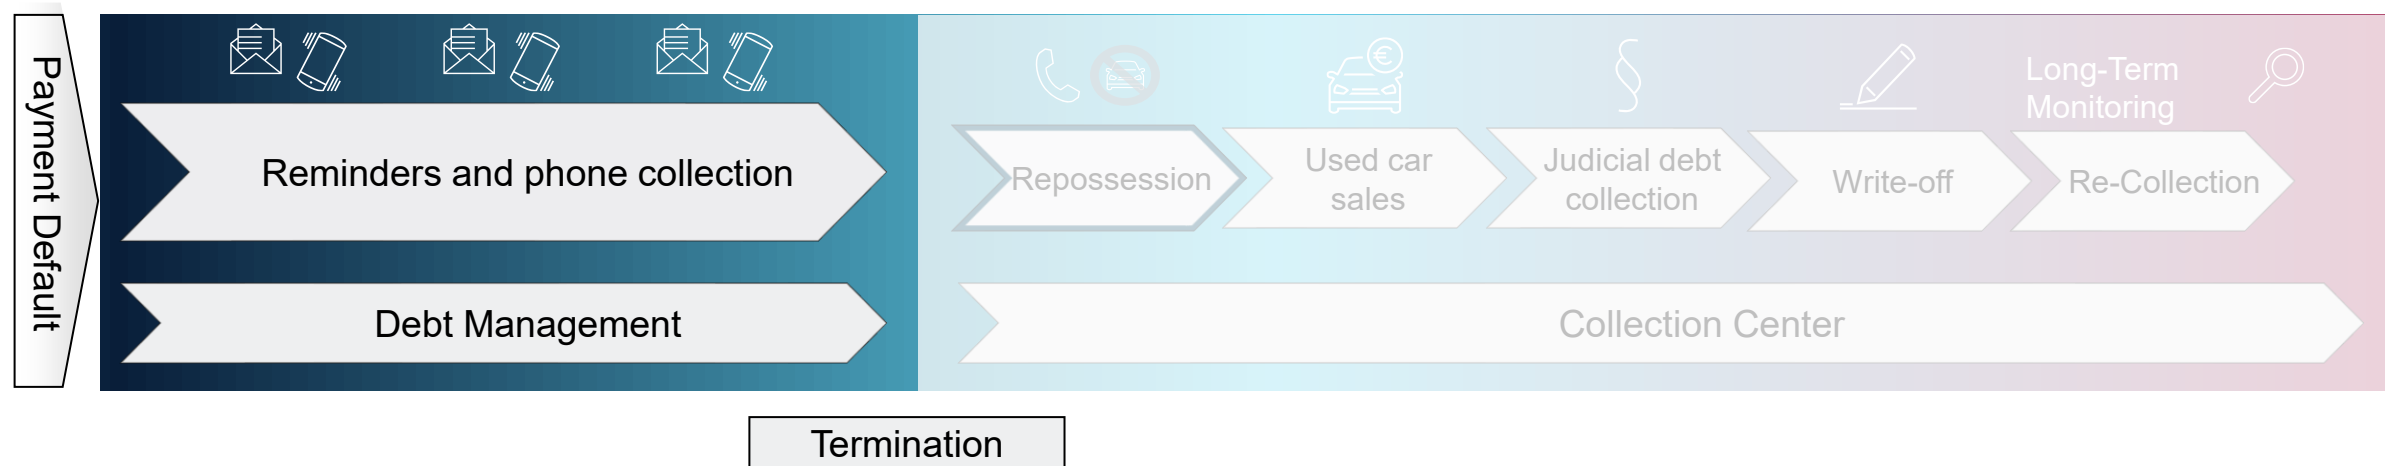 Payment Default
Long-Term
Monitoring
Reminders and phone collection
Repossession
Used car
sales
Judicial debt
collection
Write-off
Re-Collection
Debt Management
Collection Center
Termination